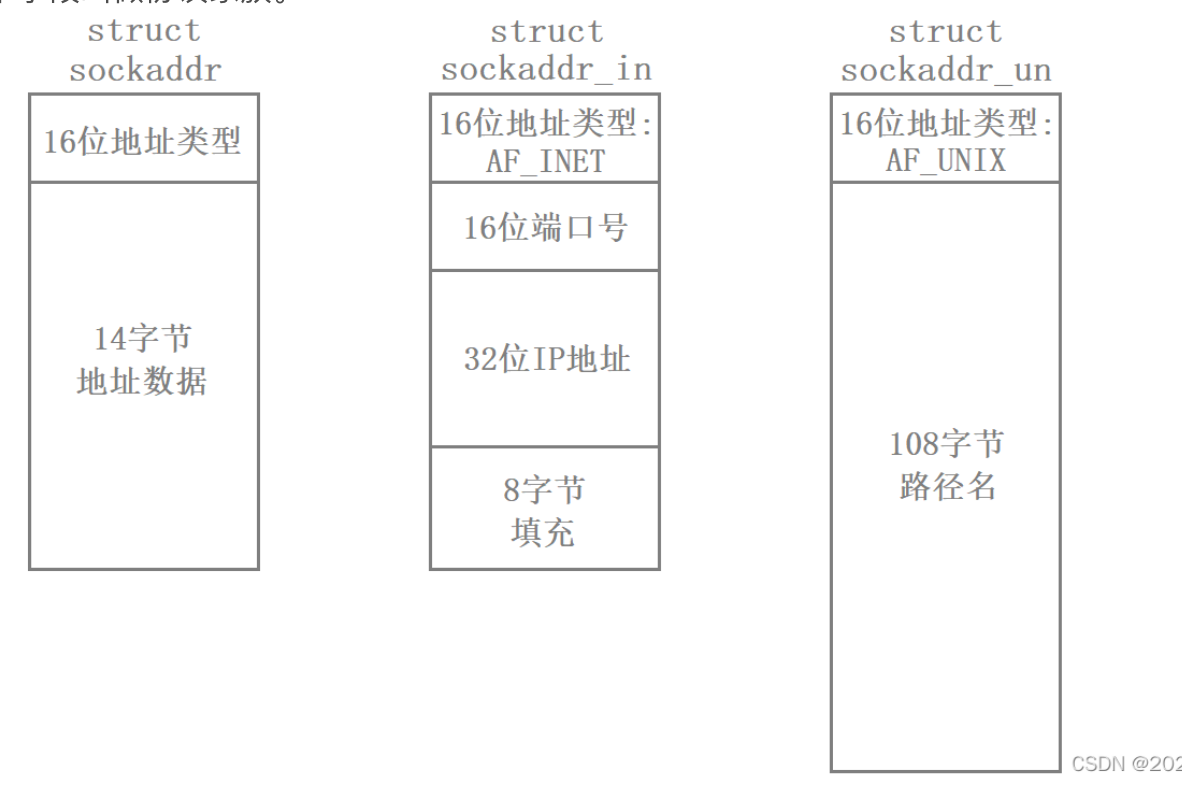 struct
sockaddr
16位地址类型
14字节
地址数据
struct
sockaddr_in
16位地址类型:
AF_INET
16位端口号
32位IP地址
8字节
填充
struct
sockaddr_un
16位地址类型:
AF_UNIX
108字节
路径名
CSDN @202